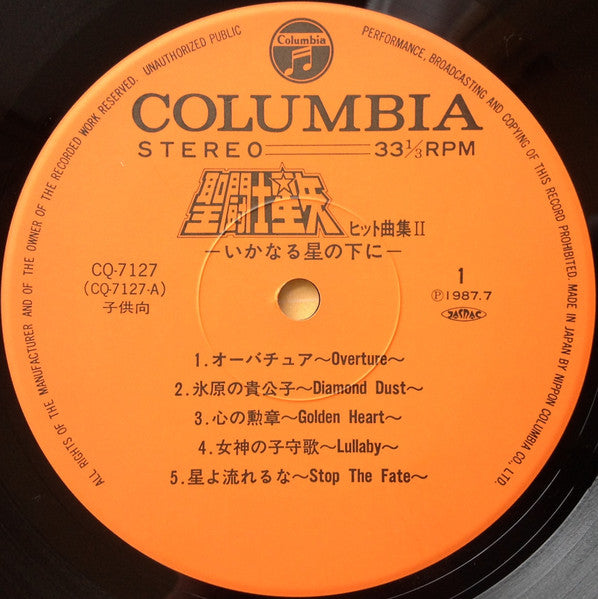 ALL RIGHTS OF THE MANUFACTURER AND OF THE OWNER OF THE RECORDED WORK RESERVED. UNAUTHORIZED PUBLIC PERFORMANCE, BROADCASTING AND COPYING OF THIS RECORD PROHIBITED. MADE IN JAPAN BY NIPPON COLUMBIA CO., LTD.
Columbia
COLUMBIA
STEREO 33 1/3 RPM
聖闘士星矢 ヒット曲集II
―いかなる星の下に―
CQ-7127
(CQ-7127-A)
子供向
1
Ⓟ1987.7
JASRAC
1.オーバチュア〜Overture〜
2.氷原の貴公子〜Diamond Dust〜
3.心の勲章〜Golden Heart〜
4.女神の子守歌〜Lullaby〜
5.星よ流れるな〜Stop The Fate〜